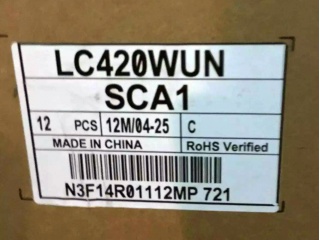 LC420WUN
SCA1
12 PCS 12M/04-25 C
MADE IN CHINA RoHS Verified
N3F14R01112MP 721